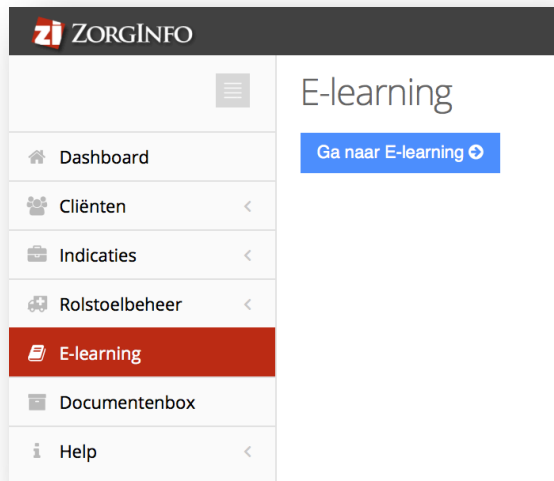 zi ZorgInfo
E-learning
Ga naar E-learning
Dashboard
Cliënten
Indicaties
Rolstoelbeheer
E-learning
Documentenbox
Help